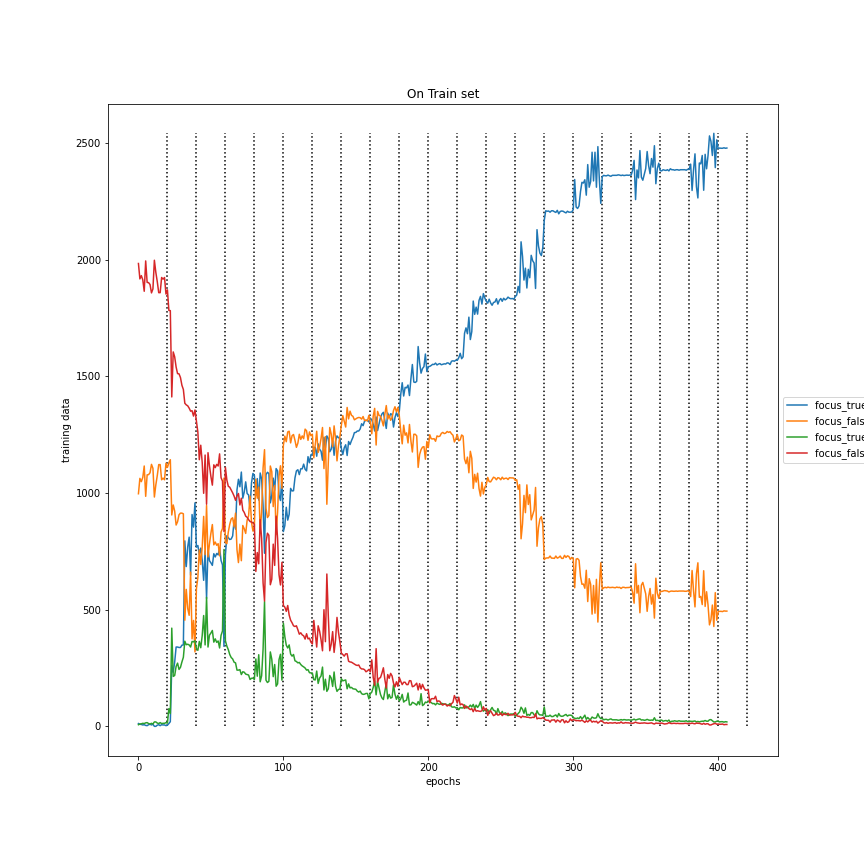 On Train set
2500
2000
1500
1000
500
0
training data
0 100 200 300 400
epochs
focus_true
focus_fals
focus_true
focus_fals